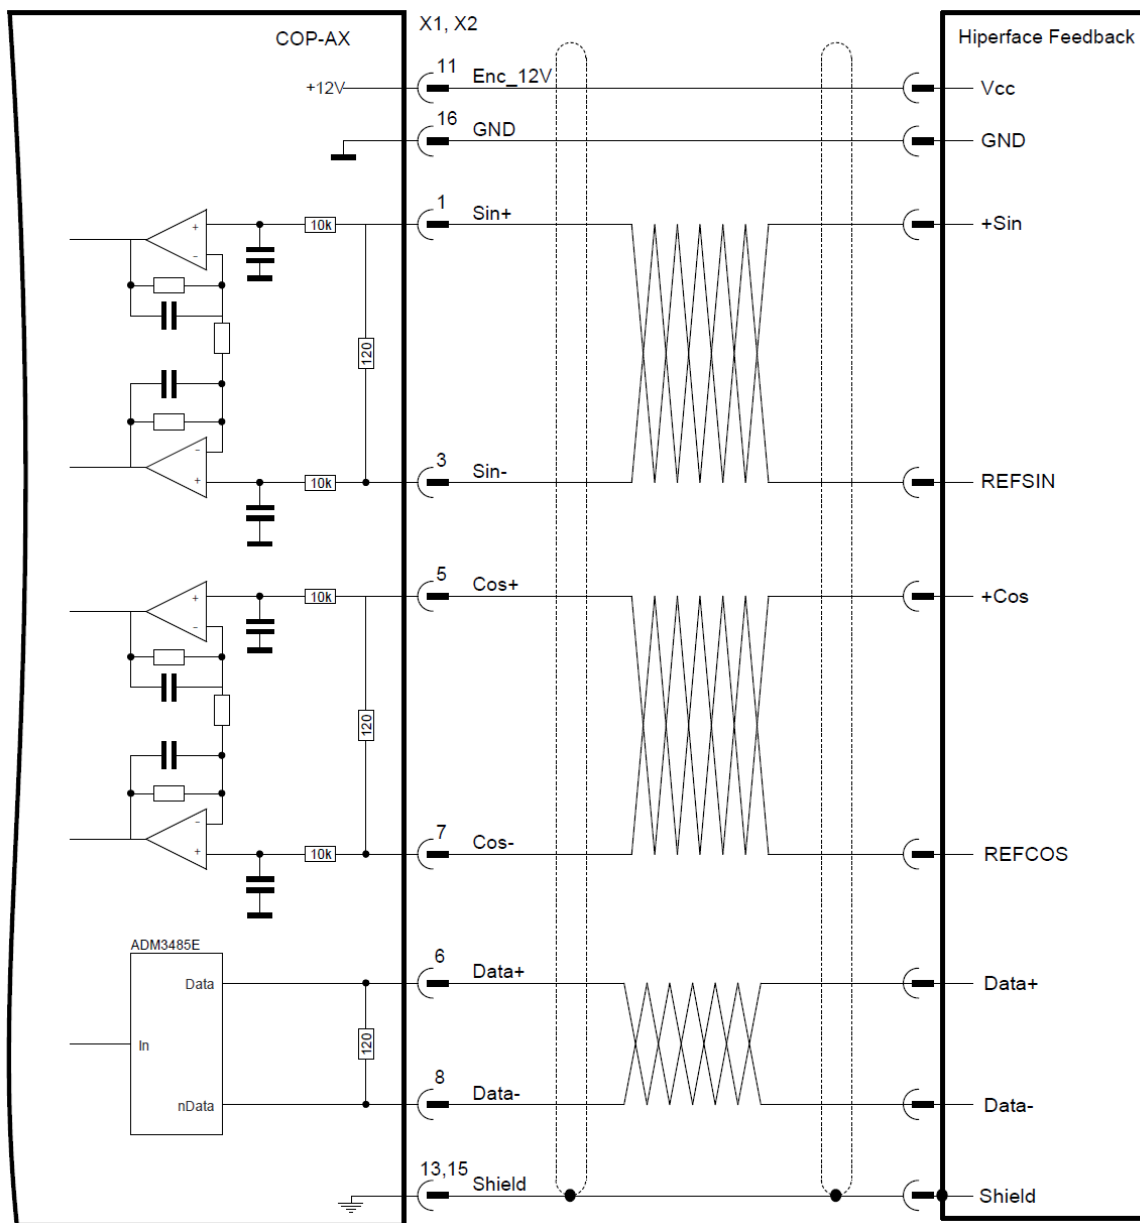 COP-AX
X1, X2
Hiperface Feedback
+12V
11
Enc_12V
Vcc
16
GND
GND
1
Sin+
+Sin
10k
120
10k
3
Sin-
REFSIN
5
Cos+
+Cos
10k
120
10k
7
Cos-
REFCOS
ADM3485E
Data
In
nData
120
6
Data+
Data+
8
Data-
Data-
13,15
Shield
Shield